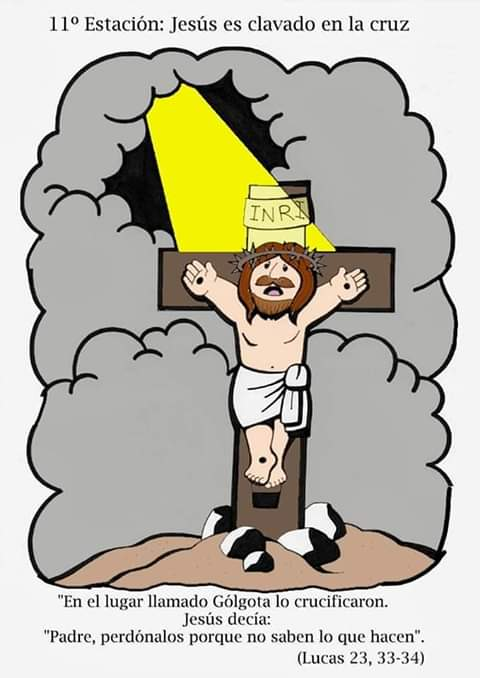 11º Estación: Jesús es clavado en la cruz
INRI
"En el lugar llamado Gólgota lo crucificaron.
Jesús decía:
"Padre, perdónalos porque no saben lo que hacen".
(Lucas 23, 33-34)